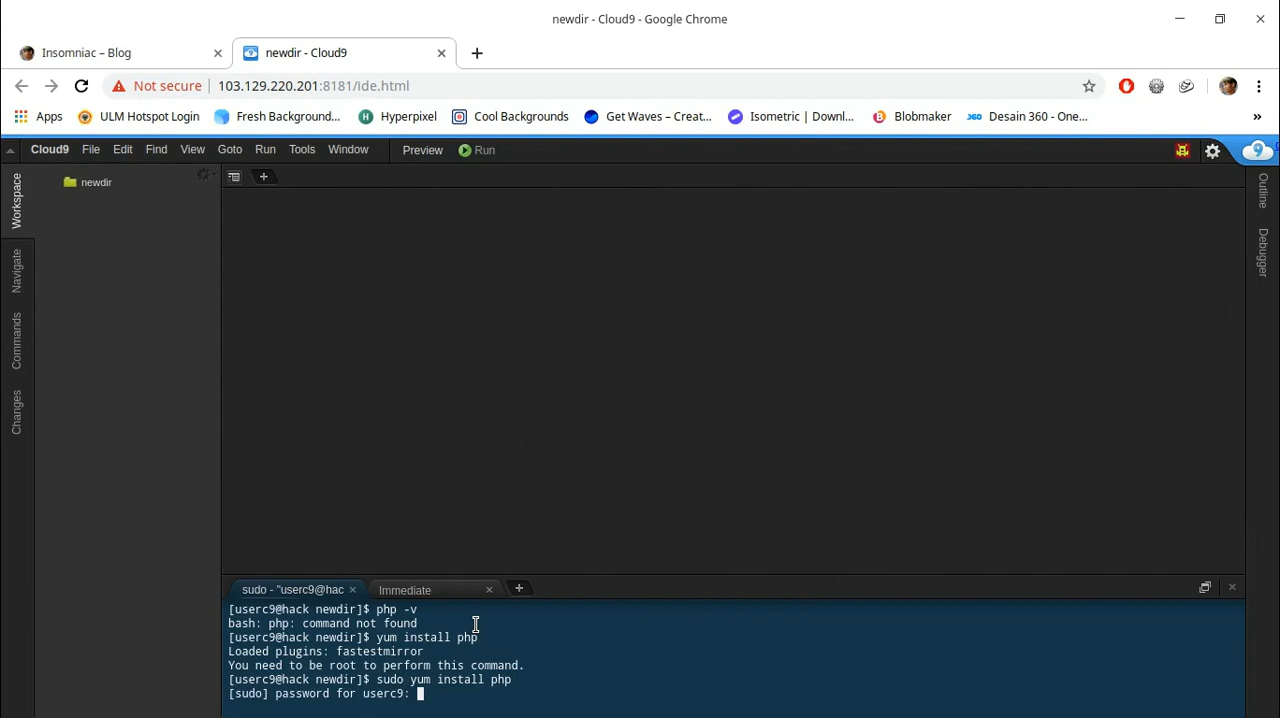 newdir - Cloud9 - Google Chrome
Insomniac – Blog
newdir - Cloud9
Not secure
103.129.220.201:8181/ide.html
Apps
ULM Hotspot Login
Fresh Background...
Hyperpixel
Cool Backgrounds
Get Waves – Creat...
Isometric | Downl...
Blobmaker
Desain 360 - One...
»
Cloud9 File Edit Find View Goto Run Tools Window Preview Run
9
Workspace
newdir
Outline
Navigate
Debugger
Commands
Changes
sudo - "userc9@hac
Immediate
[userc9@hack newdir]$ php -v
bash: php: command not found
[userc9@hack newdir]$ yum install php
Loaded plugins: fastestmirror
You need to be root to perform this command.
[userc9@hack newdir]$ sudo yum install php
[sudo] password for userc9: